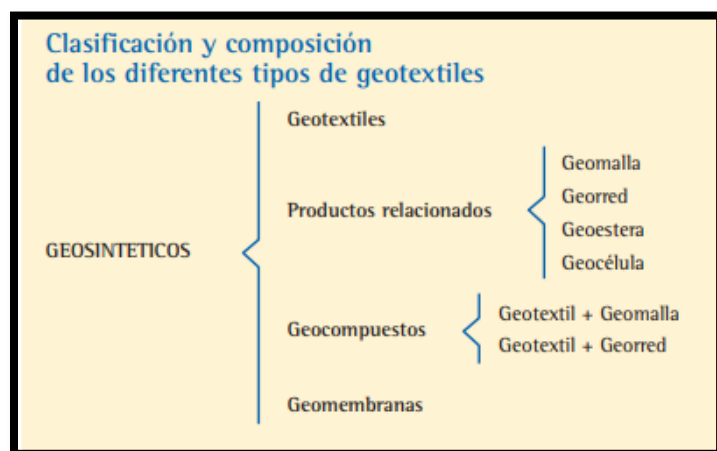 Clasificación y composición
de los diferentes tipos de geotextiles
GEOSINTETICOS
Geotextiles
Productos relacionados
Geomalla
Georred
Geoestera
Geocélula
Geocompuestos
Geotextil + Geomalla
Geotextil + Georred
Geomembranas